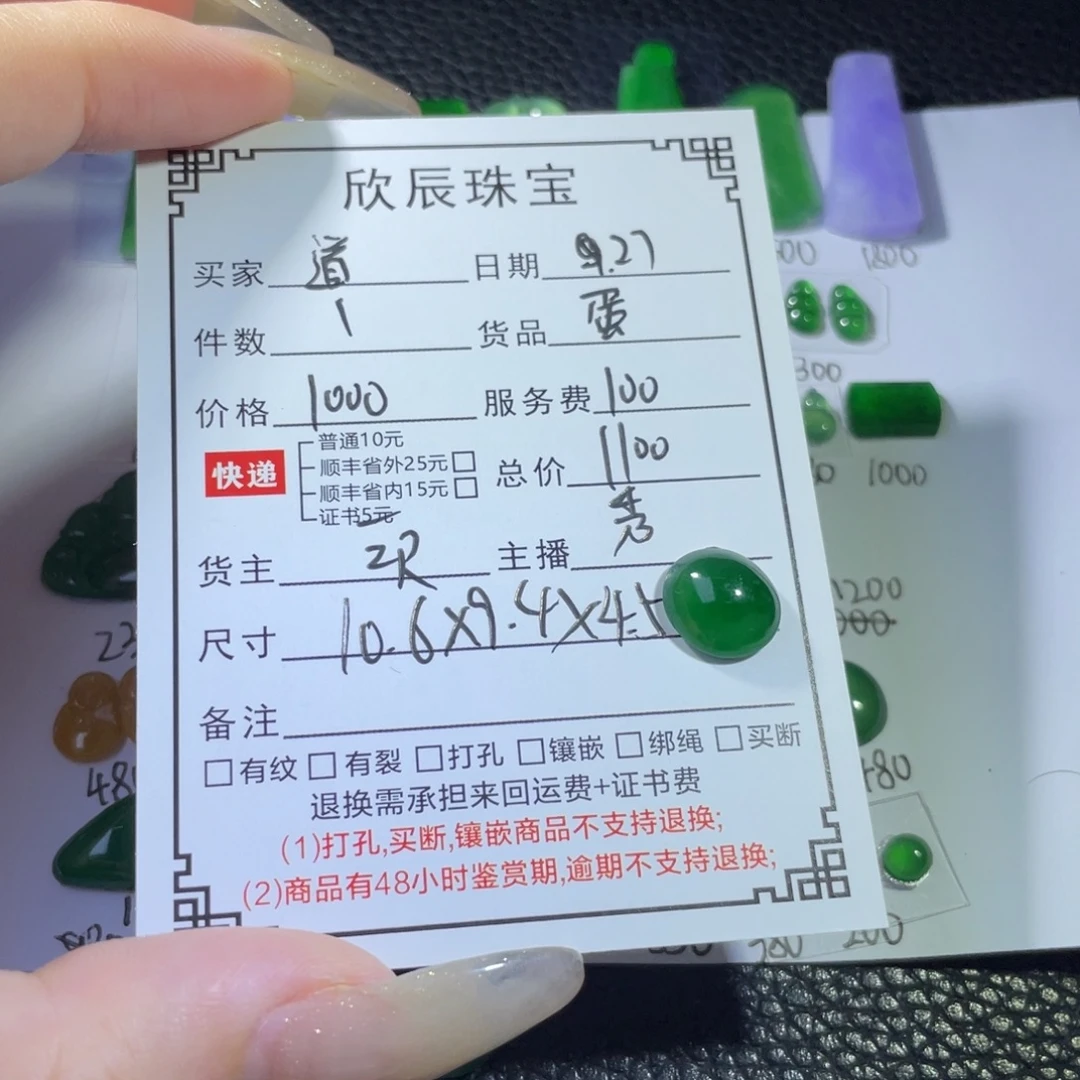 欣辰珠宝
买家 道 日期 9.27
件数 1 货品 蛋
价格 1000 服务费 100
快递
普通10元
顺丰省外25元□
顺丰省内15元□
证书5元
总价 1100
货主 主播 秀
尺寸 10.6X9.4X4.5
备注
□有纹 □有裂 □打孔 □镶嵌 □绑绳 □买断
退换需承担来回运费+证书费
(1)打孔,买断,镶嵌商品不支持退换;
(2)商品有48小时鉴赏期,逾期不支持退换;
1200
300
1000
1200
480
200